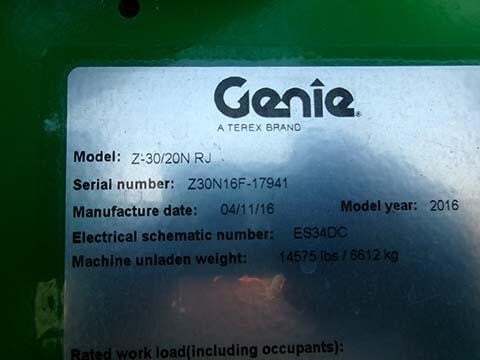 Genie
A TEREX BRAND
Model: Z-30/20N RJ
Serial number: Z30N16F-17941
Manufacture date: 04/11/16 Model year: 2016
Electrical schematic number: ES34DC
Machine unladen weight: 14575 lbs / 6612 kg
Rated work load(including occupants):